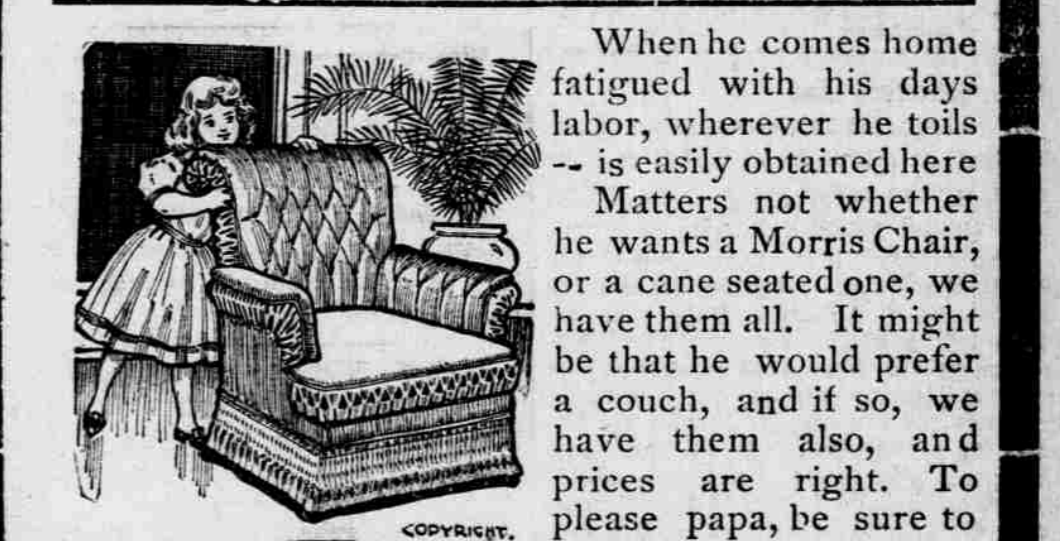 When he comes home
fatigued with his days
labor, wherever he toils
-- is easily obtained here
Matters not whether
he wants a Morris Chair,
or a cane seated one, we
have them all. It might
be that he would prefer
a couch, and if so, we
have them also, and
prices are right. To
please papa, be sure to
COPYRIGHT.